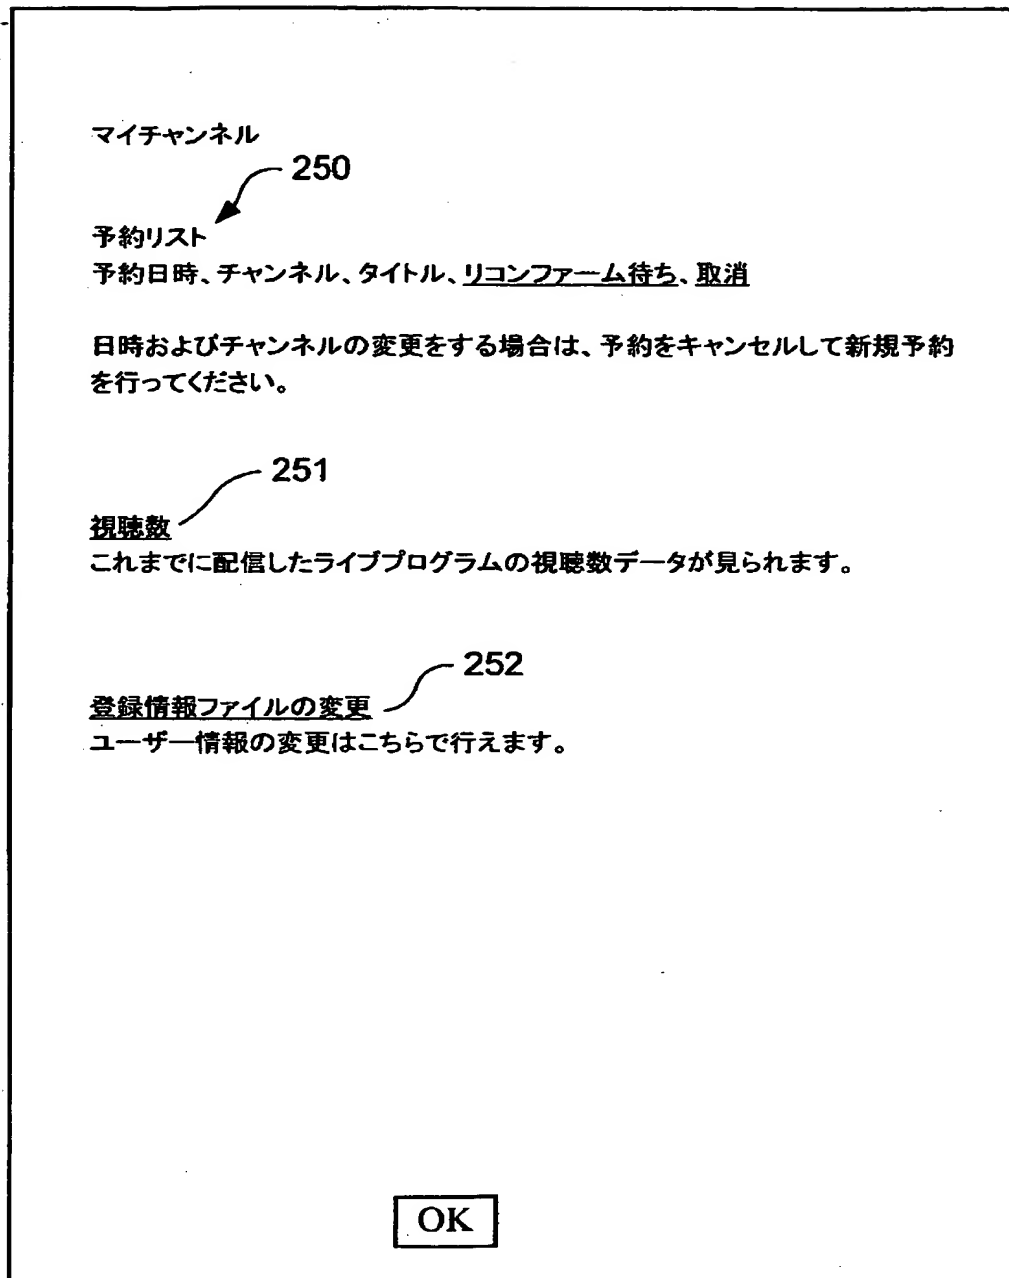 マイチャンネル
250
予約リスト
予約日時、チャンネル、タイトル、リコンファーム待ち、取消
日時およびチャンネルの変更をする場合は、予約をキャンセルして新規予約
を行ってください。
251
視聴数
これまでに配信したライブプログラムの視聴数データが見られます。
252
登録情報ファイルの変更
ユーザー情報の変更はこちらで行えます。
OK